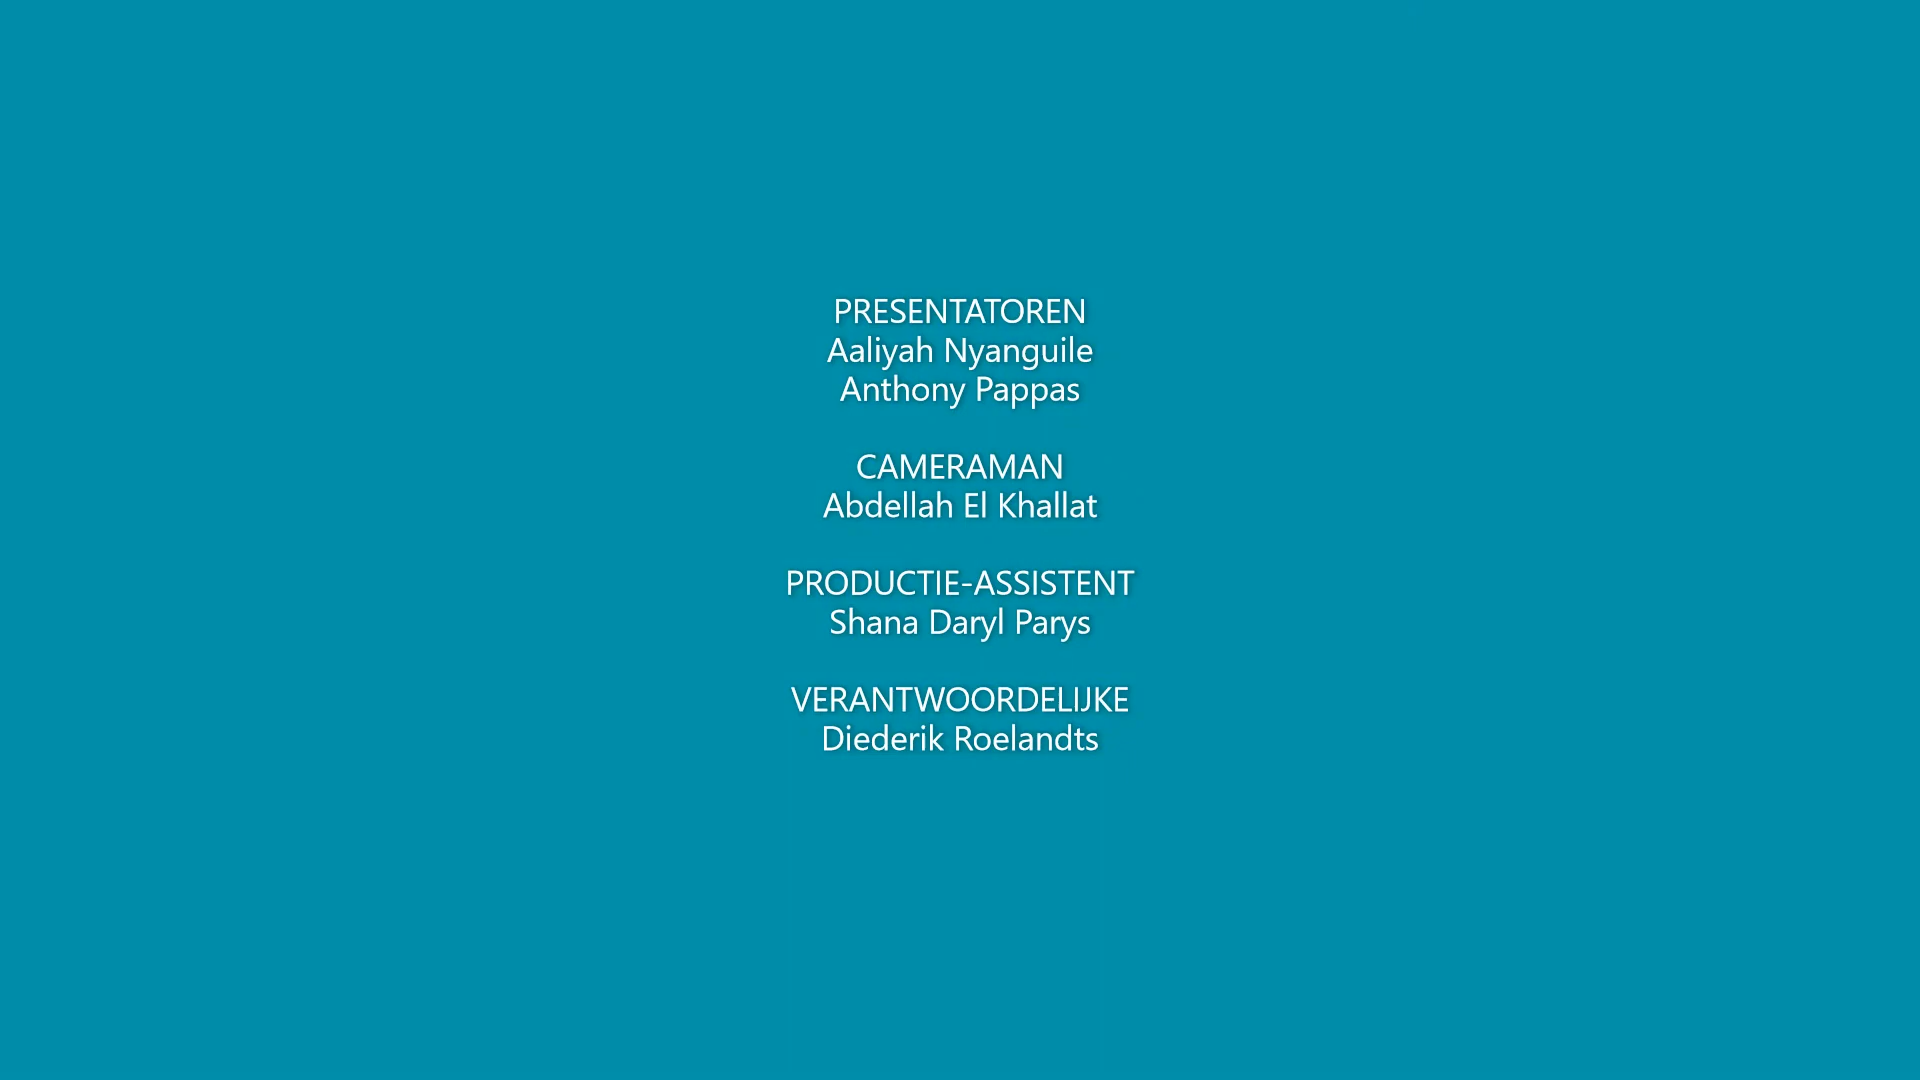 PRESENTATOREN
Aaliyah Nyanguile
Anthony Pappas
CAMERAMAN
Abdellah El Khallat
PRODUCTIE-ASSISTENT
Shana Daryl Parys
VERANTWOORDELIJKE
Diederik Roelandts